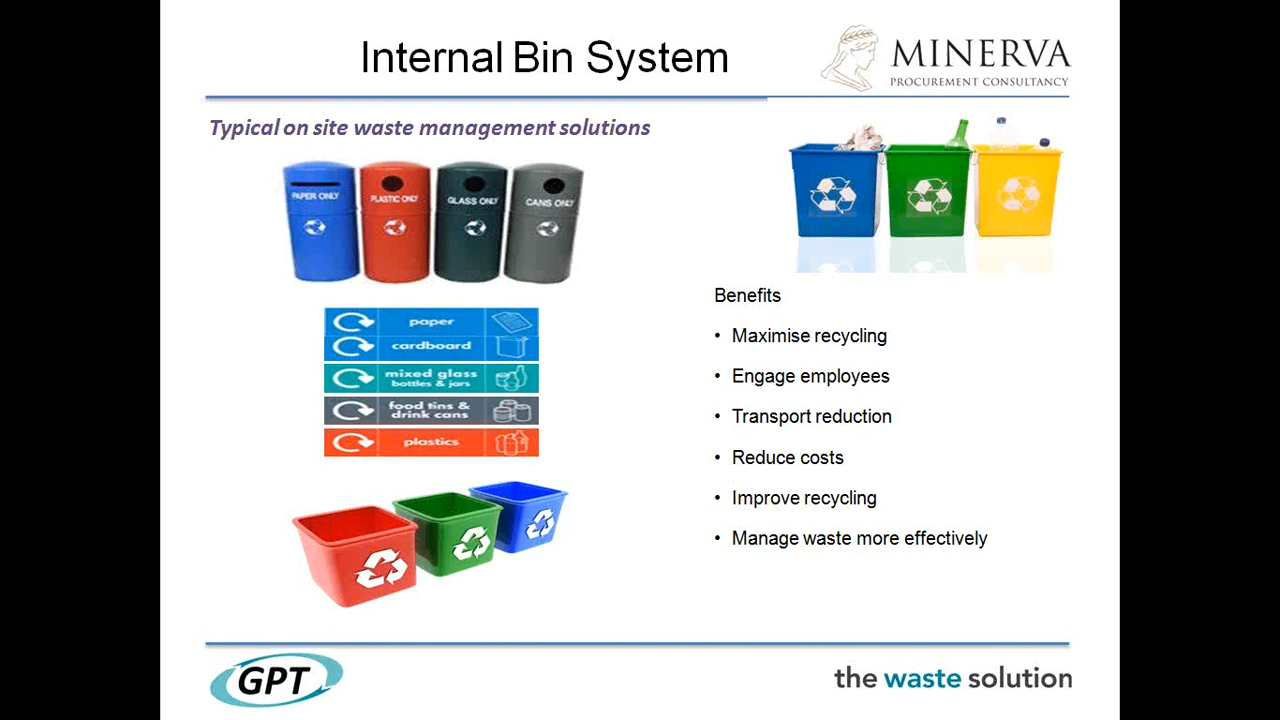 Internal Bin System
MINERVA
PROCUREMENT CONSULTANCY
Typical on site waste management solutions
PAPER ONLY
PLASTIC ONLY
GLASS ONLY
CANS ONLY
paper
cardboard
mixed glass
bottles & jars
food tins &
drink cans
plastics
Benefits
• Maximise recycling
• Engage employees
• Transport reduction
• Reduce costs
• Improve recycling
• Manage waste more effectively
GPT
the waste solution